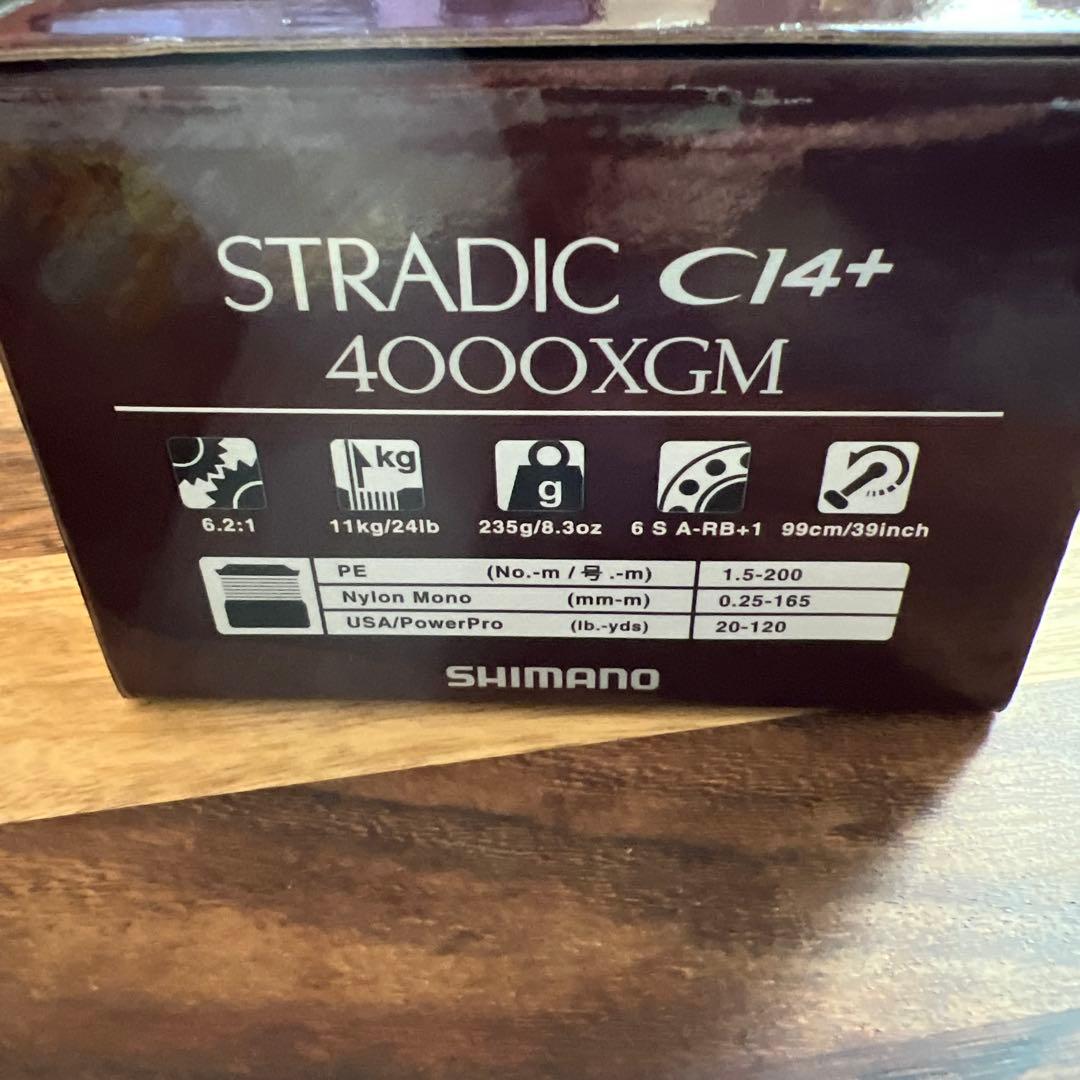 STRADIC CI4+
4000XGM
kg
g
6.2:1 11kg/24lb 235g/8.3oz 6 S A-RB+1 99cm/39inch
PE (No.-m / 号.-m) 1.5-200
Nylon Mono (mm-m) 0.25-165
USA/PowerPro (lb.-yds) 20-120
SHIMANO